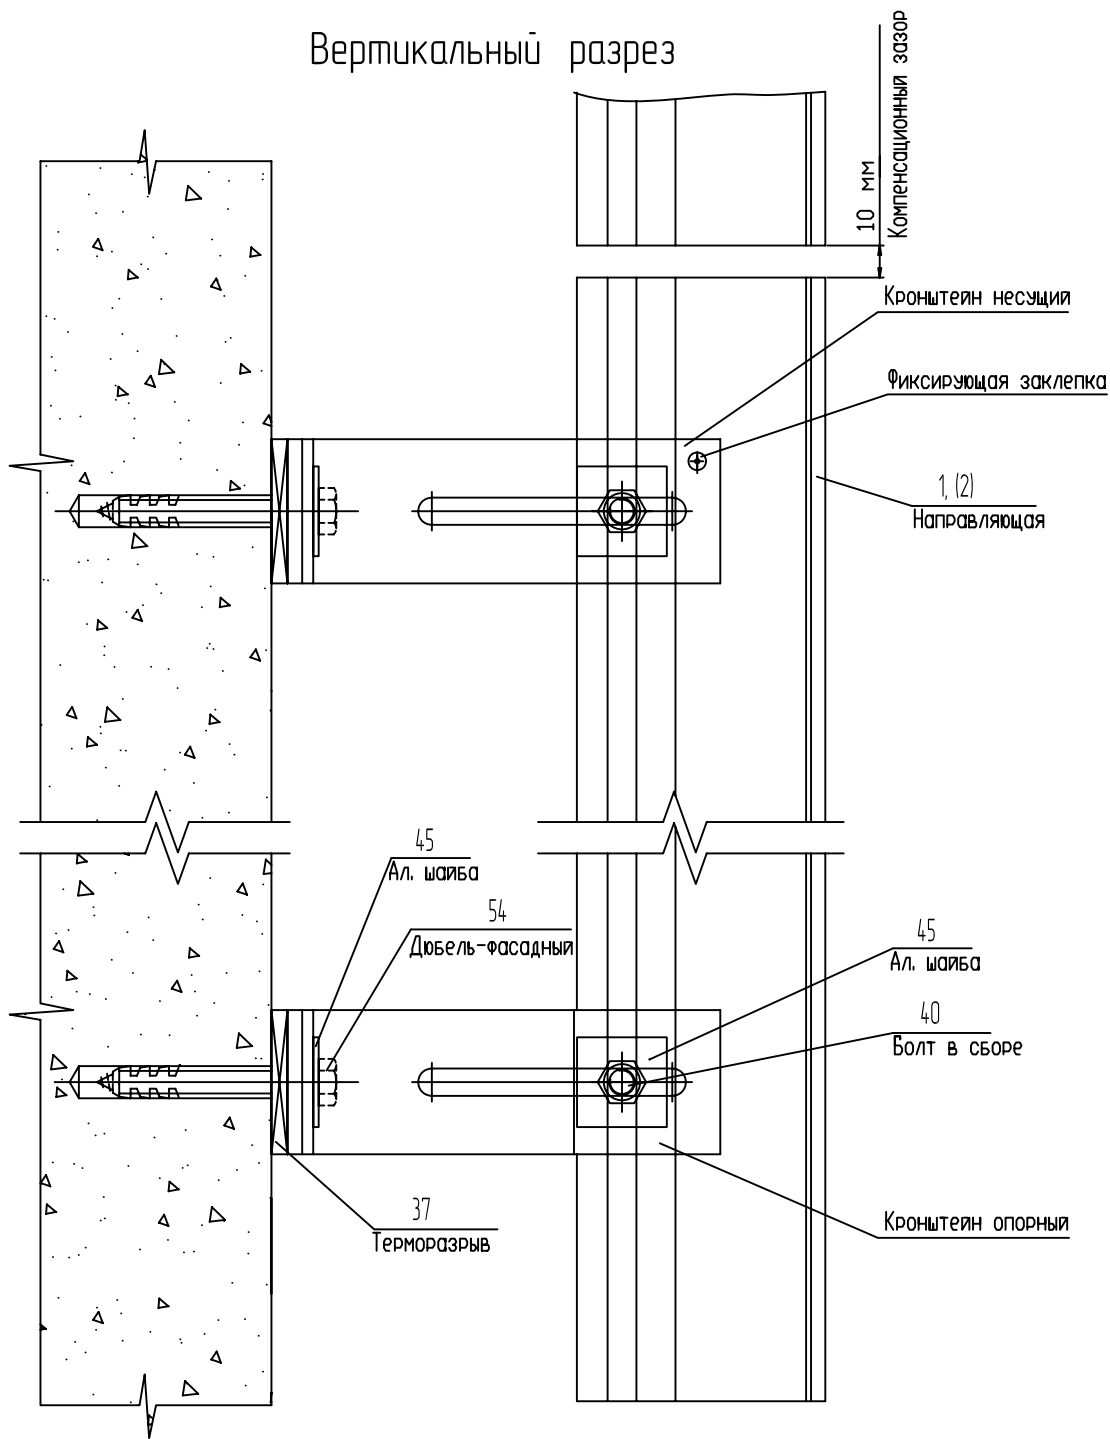 Вертикальный разрез
Компенсационный зазор
10 мм
Кронштейн несущий
Фиксирующая заклепка
1, (2)
Направляющая
45
Ал. шайба
54
Дюбель-фасадный
45
Ал. шайба
40
Болт в сборе
37
Терморазрыв
Кронштейн опорный